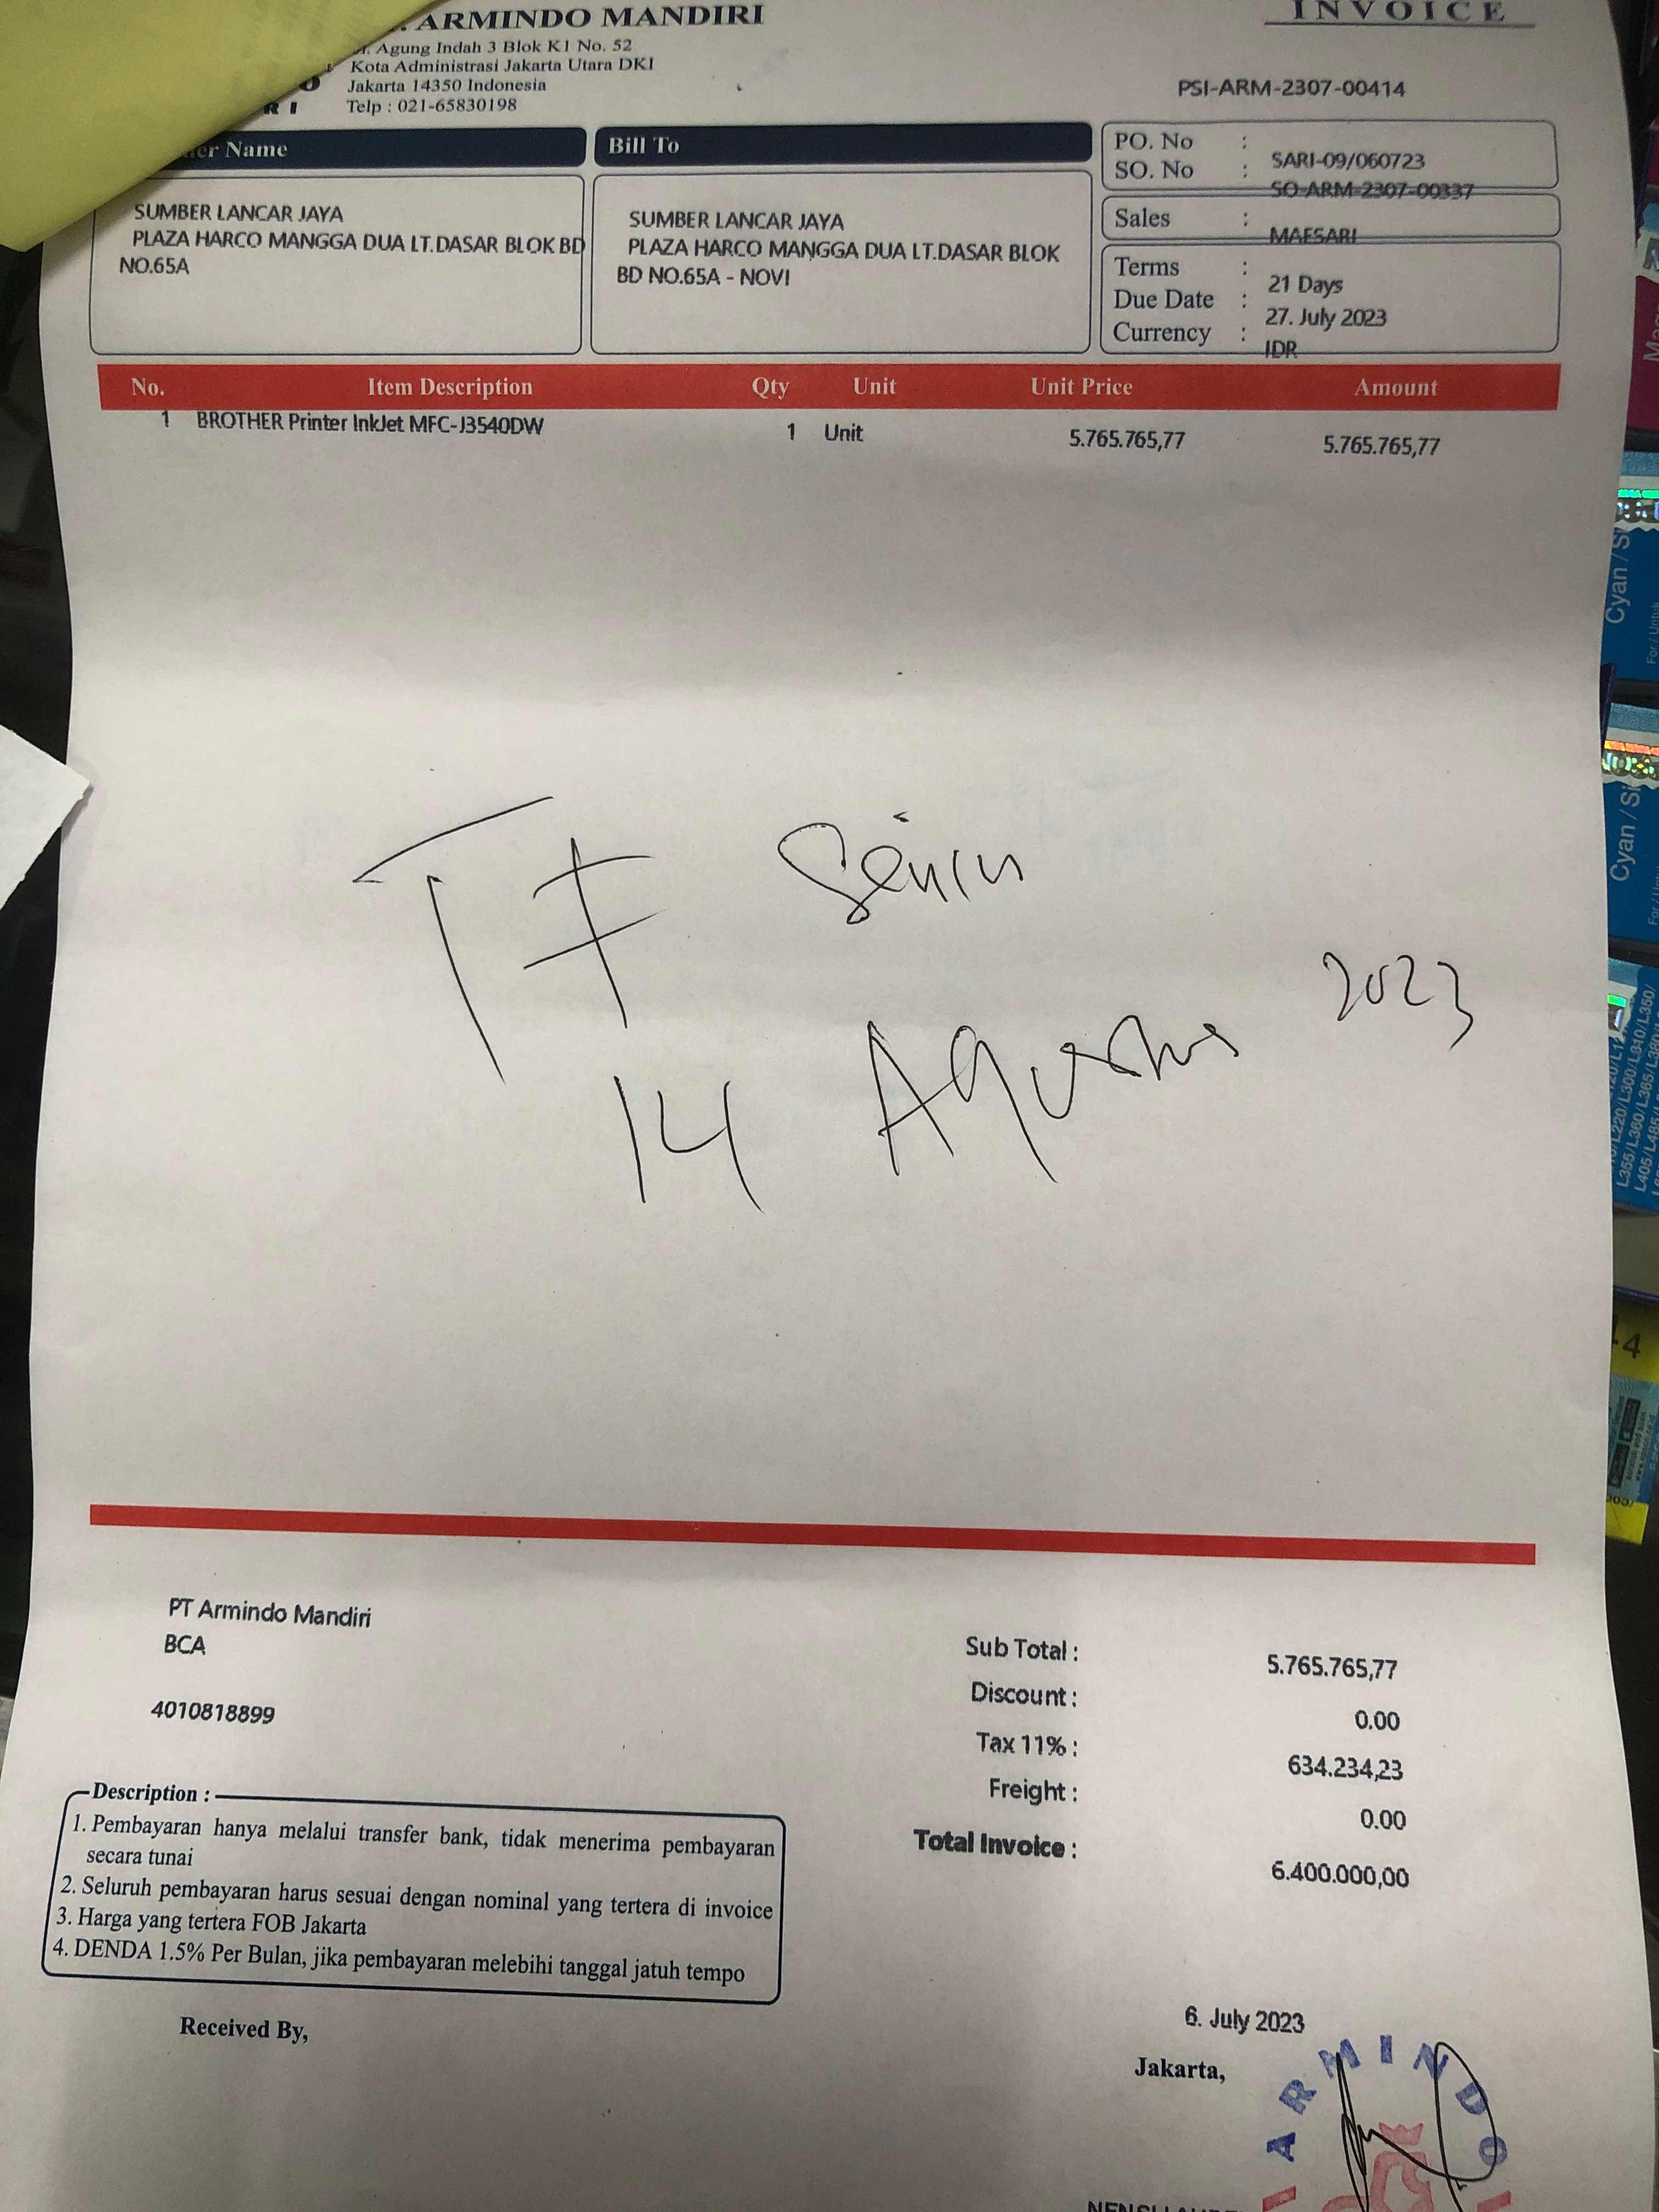 ARMINDO MANDIRI
Agung Indah 3 Blok K1 No. 52
Kota Administrasi Jakarta Utara DKI
Jakarta 14350 Indonesia
Telp : 021-65830198
INVOICE
PSI-ARM-2307-00414
Name
SUMBER LANCAR JAYA
PLAZA HARCO MANGGA DUA LT.DASAR BLOK BD
NO.65A
Bill To
SUMBER LANCAR JAYA
PLAZA HARCO MANGGA DUA LT.DASAR BLOK
BD NO.65A - NOVI
PO. No : SARI-09/060723
SO. No : SO-ARM-2307-00337
Sales : MAESARI
Terms : 21 Days
Due Date : 27. July 2023
Currency : IDR
No. Item Description Qty Unit Unit Price Amount
1 BROTHER Printer InkJet MFC-J3540DW 1 Unit 5.765.765,77 5.765.765,77
TF Senin
14 Agustus 2023
PT Armindo Mandiri
BCA
4010818899
Sub Total : 5.765.765,77
Discount : 0.00
Tax 11% : 634.234,23
Freight : 0.00
Total Invoice : 6.400.000,00
Description :
1. Pembayaran hanya melalui transfer bank, tidak menerima pembayaran
secara tunai
2. Seluruh pembayaran harus sesuai dengan nominal yang tertera di invoice
3. Harga yang tertera FOB Jakarta
4. DENDA 1.5% Per Bulan, jika pembayaran melebihi tanggal jatuh tempo
Received By,
6. July 2023
Jakarta,
ARMINDO
Cyan /
Cyan /
L355/L360/L365/